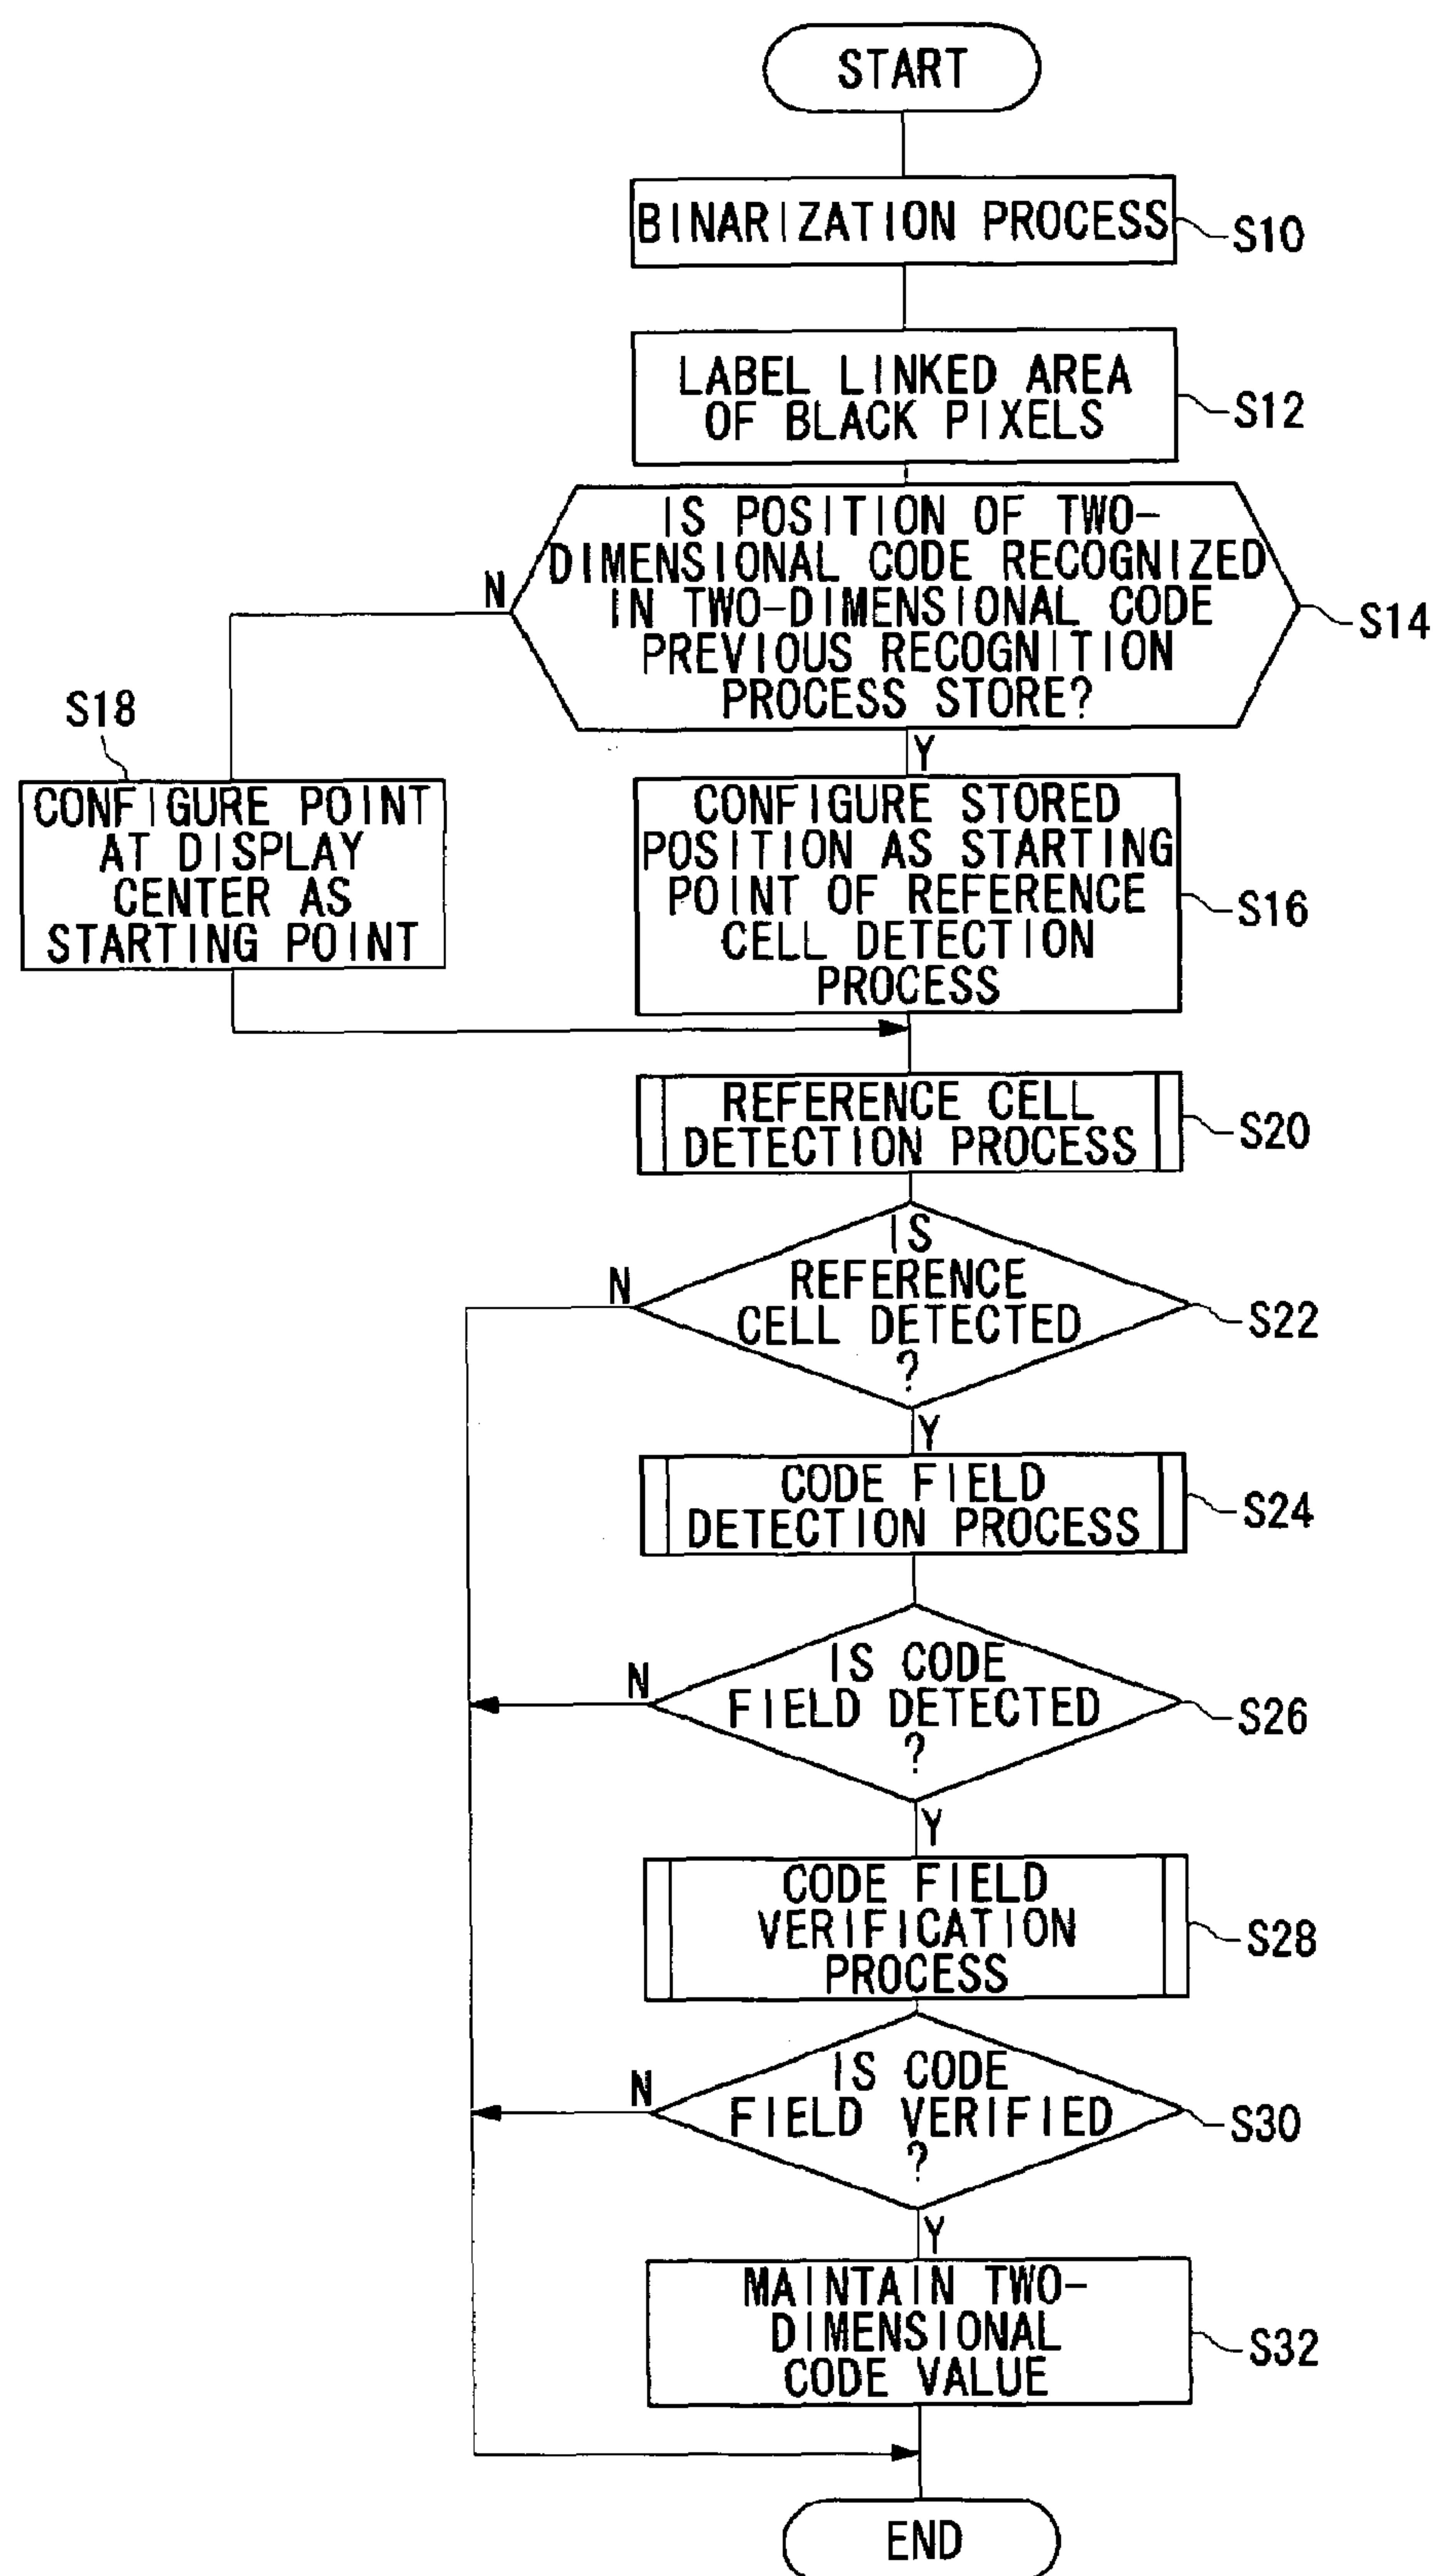 START
BINARIZATION PROCESS
S10
LABEL LINKED AREA
OF BLACK PIXELS
S12
IS POSITION OF TWO-
DIMENSIONAL CODE RECOGNIZED
IN TWO-DIMENSIONAL CODE
PREVIOUS RECOGNITION
PROCESS STORE?
N
S14
Y
S18
CONFIGURE POINT
AT DISPLAY
CENTER AS
STARTING POINT
CONFIGURE STORED
POSITION AS STARTING
POINT OF REFERENCE
CELL DETECTION
PROCESS
S16
REFERENCE CELL
DETECTION PROCESS
S20
IS
REFERENCE
CELL DETECTED
?
N
S22
Y
CODE FIELD
DETECTION PROCESS
S24
IS CODE
FIELD DETECTED
?
N
S26
Y
CODE FIELD
VERIFICATION
PROCESS
S28
IS CODE
FIELD VERIFIED
?
N
S30
Y
MAINTAIN TWO-
DIMENSIONAL
CODE VALUE
S32
END